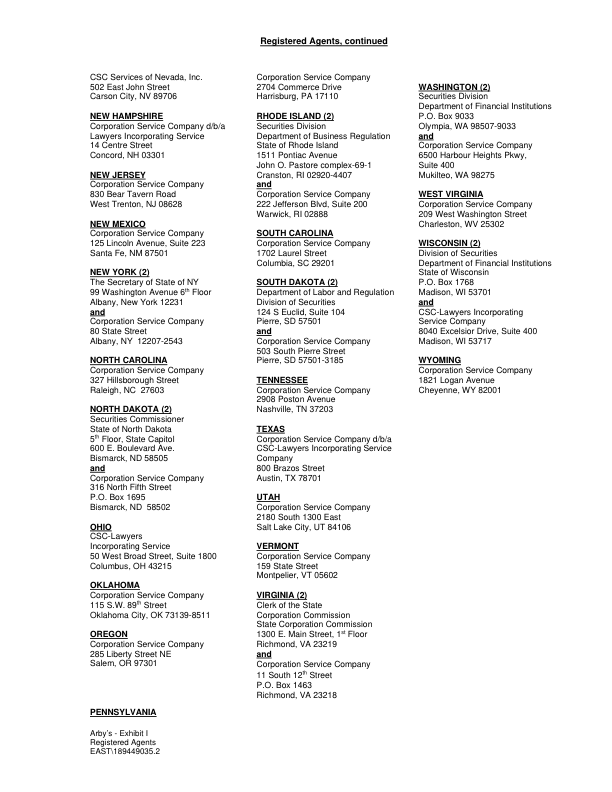 Registered Agents, continued
CSC Services of Nevada, Inc.
502 East John Street
Carson City, NV 89706
NEW HAMPSHIRE
Corporation Service Company d/b/a
Lawyers Incorporating Service
14 Centre Street
Concord, NH 03301
NEW JERSEY
Corporation Service Company
830 Bear Tavern Road
West Trenton, NJ 08628
NEW MEXICO
Corporation Service Company
125 Lincoln Avenue, Suite 223
Santa Fe, NM 87501
NEW YORK (2)
The Secretary of State of NY
99 Washington Avenue 6th Floor
Albany, New York 12231
and
Corporation Service Company
80 State Street
Albany, NY 12207-2543
NORTH CAROLINA
Corporation Service Company
327 Hillsborough Street
Raleigh, NC 27603
NORTH DAKOTA (2)
Securities Commissioner
State of North Dakota
5th Floor, State Capitol
600 E. Boulevard Ave.
Bismarck, ND 58505
and
Corporation Service Company
316 North Fifth Street
P.O. Box 1695
Bismarck, ND 58502
OHIO
CSC-Lawyers
Incorporating Service
50 West Broad Street, Suite 1800
Columbus, OH 43215
OKLAHOMA
Corporation Service Company
115 S.W. 89th Street
Oklahoma City, OK 73139-8511
OREGON
Corporation Service Company
285 Liberty Street NE
Salem, OR 97301
PENNSYLVANIA
Corporation Service Company
2704 Commerce Drive
Harrisburg, PA 17110
RHODE ISLAND (2)
Securities Division
Department of Business Regulation
State of Rhode Island
1511 Pontiac Avenue
John O. Pastore complex-69-1
Cranston, RI 02920-4407
and
Corporation Service Company
222 Jefferson Blvd, Suite 200
Warwick, RI 02888
SOUTH CAROLINA
Corporation Service Company
1702 Laurel Street
Columbia, SC 29201
SOUTH DAKOTA (2)
Department of Labor and Regulation
Division of Securities
124 S Euclid, Suite 104
Pierre, SD 57501
and
Corporation Service Company
503 South Pierre Street
Pierre, SD 57501-3185
TENNESSEE
Corporation Service Company
2908 Poston Avenue
Nashville, TN 37203
TEXAS
Corporation Service Company d/b/a
CSC-Lawyers Incorporating Service
Company
800 Brazos Street
Austin, TX 78701
UTAH
Corporation Service Company
2180 South 1300 East
Salt Lake City, UT 84106
VERMONT
Corporation Service Company
159 State Street
Montpelier, VT 05602
VIRGINIA (2)
Clerk of the State
Corporation Commission
State Corporation Commission
1300 E. Main Street, 1st Floor
Richmond, VA 23219
and
Corporation Service Company
11 South 12th Street
P.O. Box 1463
Richmond, VA 23218
WASHINGTON (2)
Securities Division
Department of Financial Institutions
P.O. Box 9033
Olympia, WA 98507-9033
and
Corporation Service Company
6500 Harbour Heights Pkwy,
Suite 400
Mukilteo, WA 98275
WEST VIRGINIA
Corporation Service Company
209 West Washington Street
Charleston, WV 25302
WISCONSIN (2)
Division of Securities
Department of Financial Institutions
State of Wisconsin
P.O. Box 1768
Madison, WI 53701
and
CSC-Lawyers Incorporating
Service Company
8040 Excelsior Drive, Suite 400
Madison, WI 53717
WYOMING
Corporation Service Company
1821 Logan Avenue
Cheyenne, WY 82001
Arby's - Exhibit I
Registered Agents
EAST\189449035.2